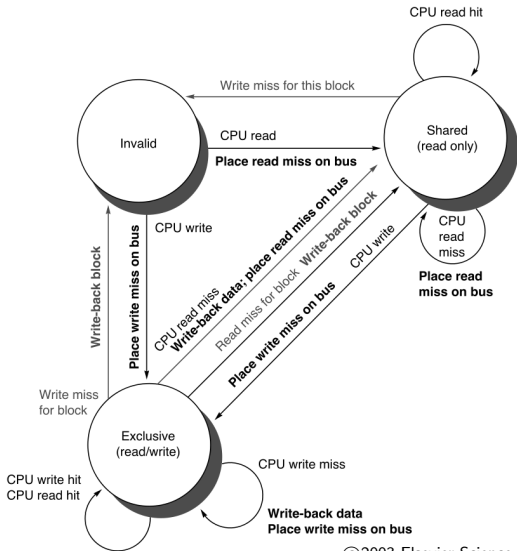 CPU read hit
Write miss for this block
Invalid
CPU read
Place read miss on bus
Shared
(read only)
CPU write
Place write miss on bus
Write-back block
CPU read miss
Write-back data; place read miss on bus
Read miss for block
Write-back block
Place write miss on bus
CPU write
CPU
read
miss
Place read
miss on bus
Write miss
for block
Exclusive
(read/write)
CPU write hit
CPU read hit
CPU write miss
Write-back data
Place write miss on bus
©2003 Elsevier Science